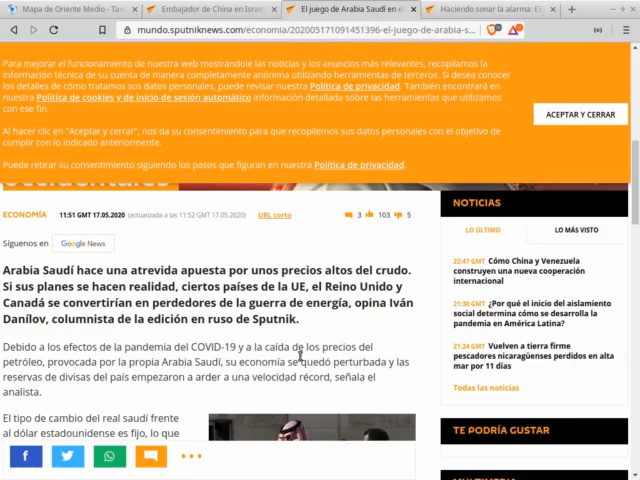 Mapa de Oriente Medio - Tam
Embajador de China en Israe
El juego de Arabia Saudí en el
Haciendo sonar la alarma: EE
mundo.sputniknews.com/economia/202005171091451396-el-juego-de-arabia-s...
Para mejorar el funcionamiento de nuestra web mostrándole las noticias y los anuncios más relevantes, recopilamos la
información técnica de su cuenta de manera completamente anónima utilizando herramientas de terceros. Si desea conocer
los detalles de cómo tratamos sus datos personales, puede revisar nuestra Política de privacidad. También encontrará en
nuestra Política de cookies y de inicio de sesión automático información detallada sobre las herramientas que utilizamos
con ese fin.
Al hacer clic en "Aceptar y cerrar", nos da su consentimiento para que recopilemos sus datos personales con el objetivo de
cumplir con lo indicado anteriormente.
Puede retirar su consentimiento siguiendo los pasos que figuran en nuestra Política de privacidad.
ACEPTAR Y CERRAR
occidentales
ECONOMÍA
11:51 GMT 17.05.2020 (actualizada a las 11:52 GMT 17.05.2020)
URL corto
3 103 5
Síguenos en Google News
Arabia Saudí hace una atrevida apuesta por unos precios altos del crudo.
Si sus planes se hacen realidad, ciertos países de la UE, el Reino Unido y
Canadá se convertirían en perdedores de la guerra de energía, opina Iván
Danílov, columnista de la edición en ruso de Sputnik.
Debido a los efectos de la pandemia del COVID-19 y a la caída de los precios del
petróleo, provocada por la propia Arabia Saudí, su economía se quedó perturbada y las
reservas de divisas del país empezaron a arder a una velocidad récord, señala el
analista.
El tipo de cambio del real saudí frente
al dólar estadounidense es fijo, lo que
NOTICIAS
LO ÚLTIMO
LO MÁS VISTO
22:47 GMT Cómo China y Venezuela
construyen una nueva cooperación
internacional
21:30 GMT ¿Por qué el inicio del aislamiento
social determina cómo se desarrolla la
pandemia en América Latina?
21:24 GMT Vuelven a tierra firme
pescadores nicaragüenses perdidos en alta
mar por 11 días
Todas las noticias
TE PODRÍA GUSTAR
MULTIMEDIA